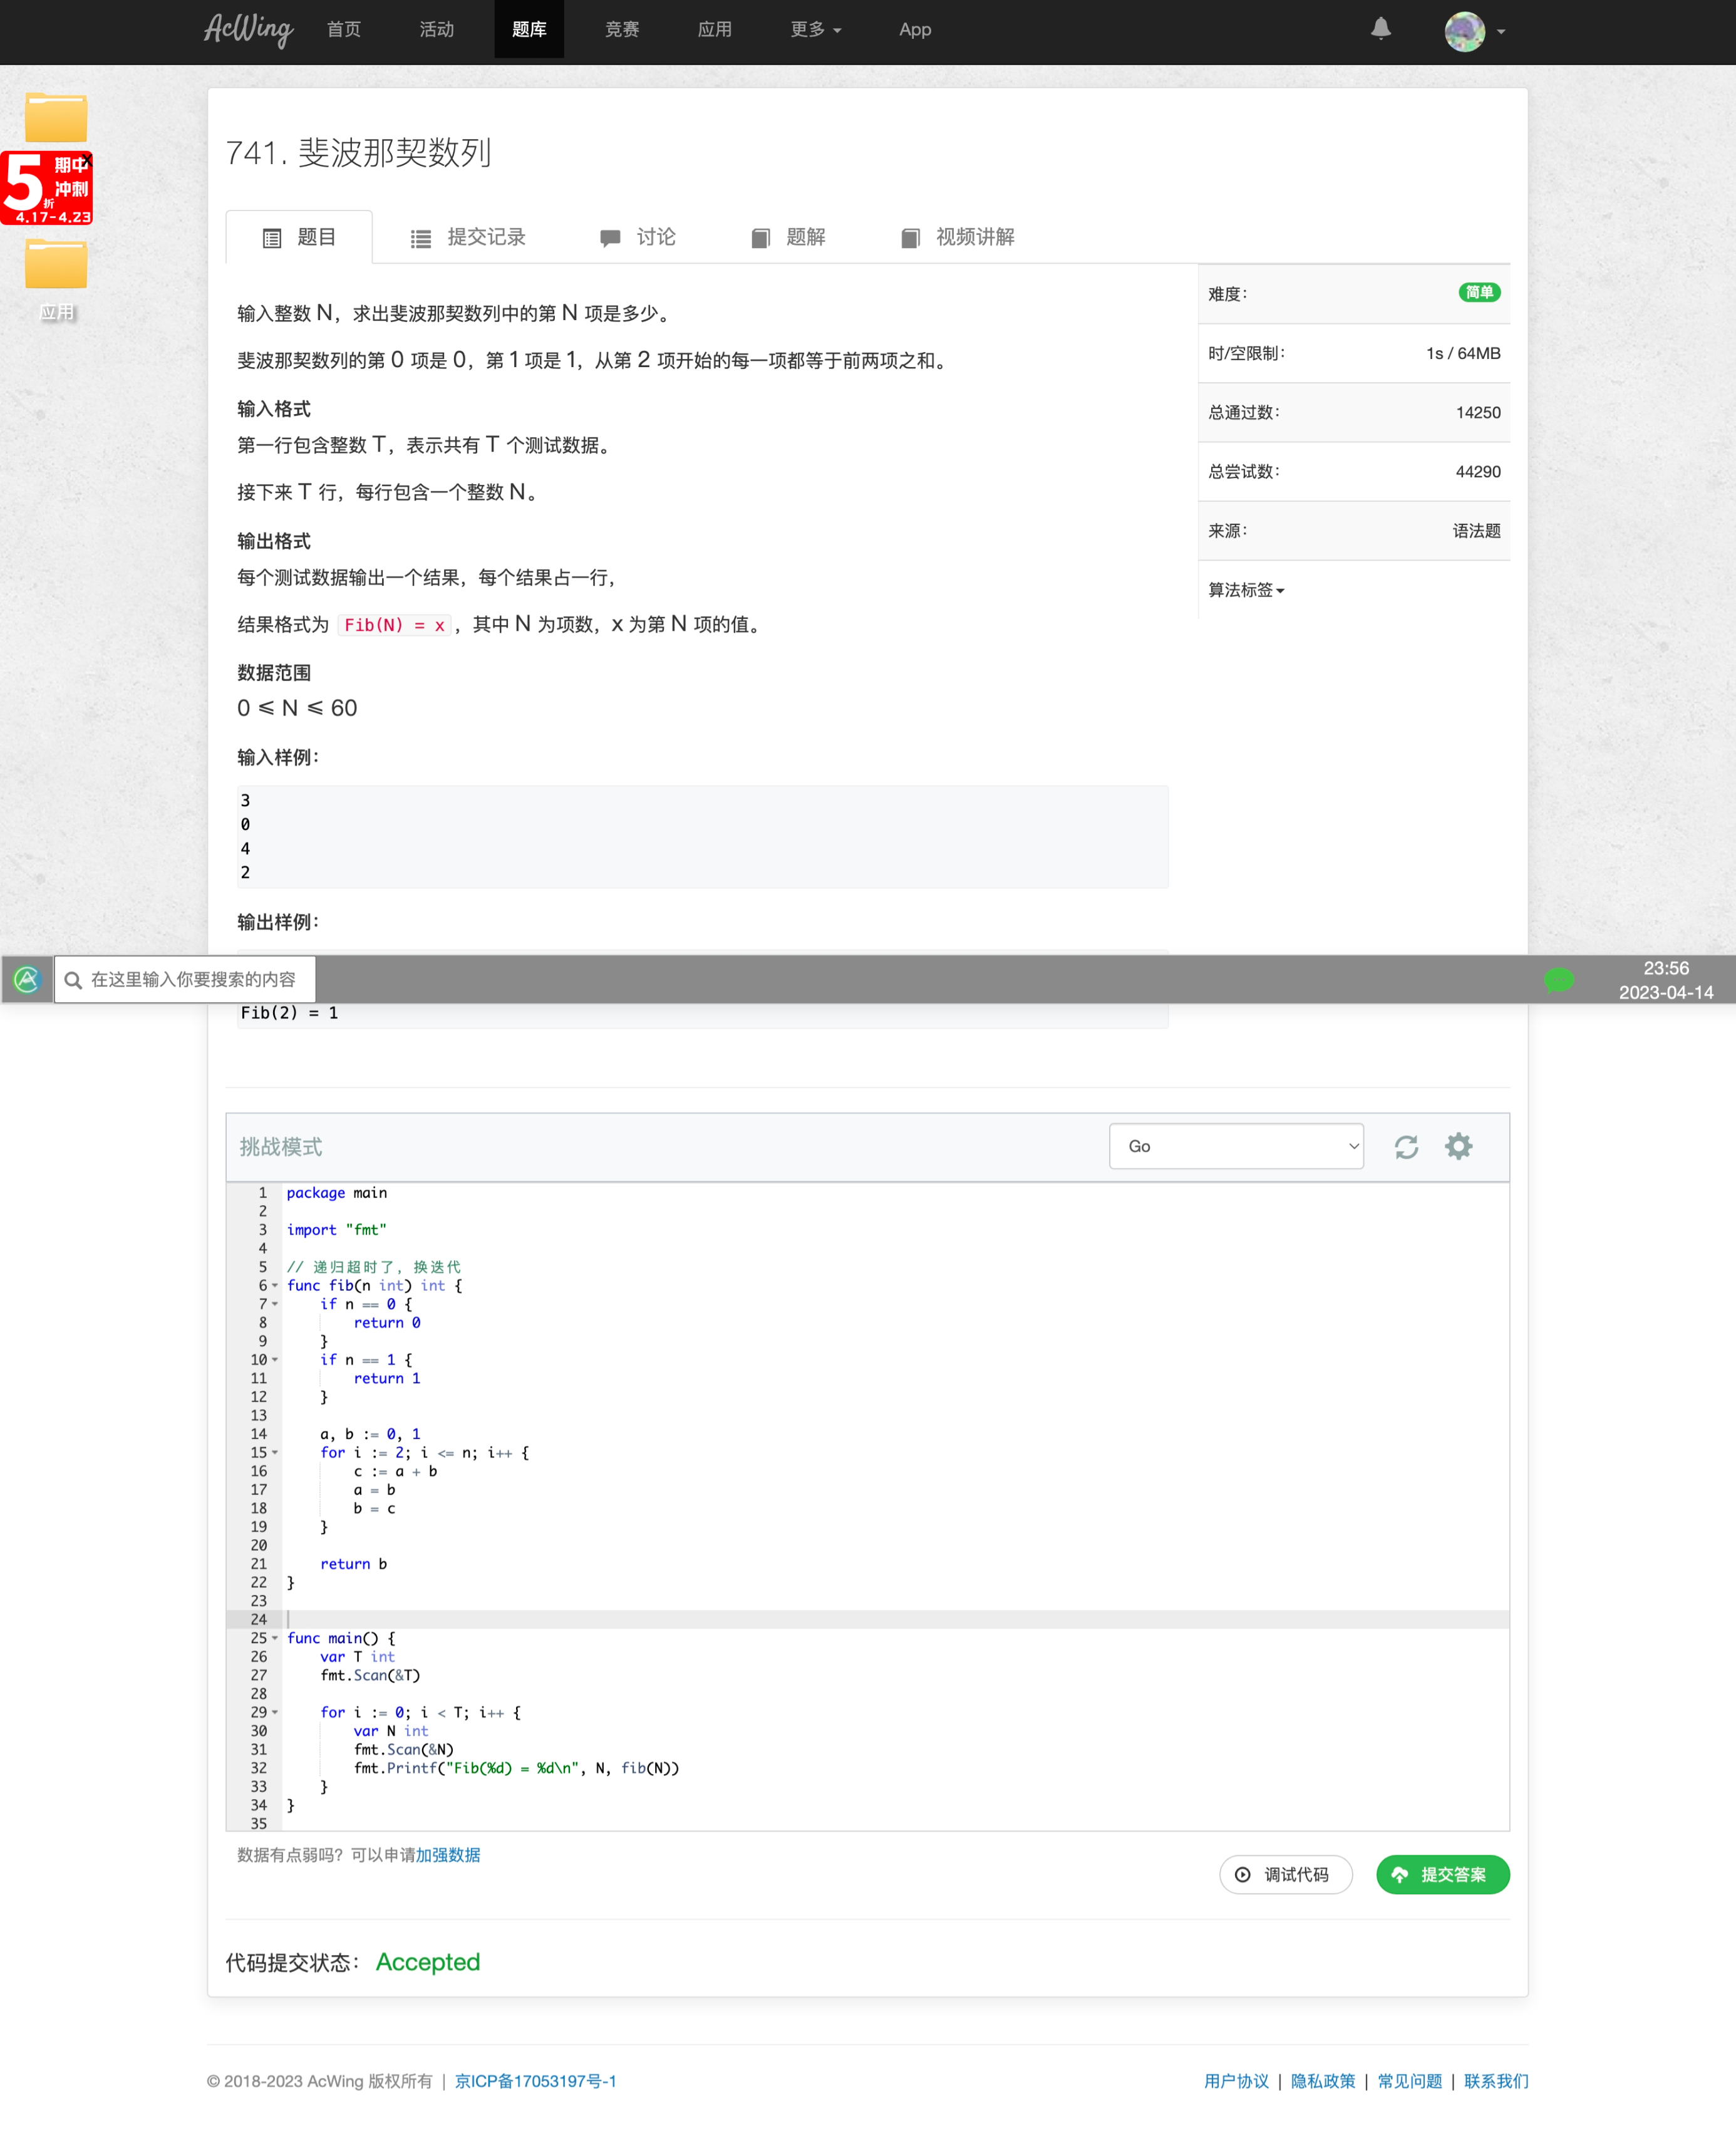 AcWing 首页 活动 题库 竞赛 应用 更多 App
5折 期中冲刺 4.17-4.23
x
应用
741. 斐波那契数列
题目 提交记录 讨论 题解 视频讲解
输入整数 N，求出斐波那契数列中的第 N 项是多少。
斐波那契数列的第 0 项是 0，第 1 项是 1，从第 2 项开始的每一项都等于前两项之和。
输入格式
第一行包含整数 T，表示共有 T 个测试数据。
接下来 T 行，每行包含一个整数 N。
输出格式
每个测试数据输出一个结果，每个结果占一行，
结果格式为 Fib(N) = x，其中 N 为项数，x 为第 N 项的值。
数据范围
0 ⩽ N ⩽ 60
输入样例：
3
0
4
2
输出样例：
难度： 简单
时/空限制： 1s / 64MB
总通过数： 14250
总尝试数： 44290
来源： 语法题
算法标签
在这里输入你要搜索的内容
23:56
2023-04-14
Fib(2) = 1
挑战模式 Go
1 package main
2
3 import "fmt"
4
5 // 递归超时了，换迭代
6 func fib(n int) int {
7     if n == 0 {
8         return 0
9     }
10     if n == 1 {
11         return 1
12     }
13
14     a, b := 0, 1
15     for i := 2; i <= n; i++ {
16         c := a + b
17         a = b
18         b = c
19     }
20
21     return b
22 }
23
24
25 func main() {
26     var T int
27     fmt.Scan(&T)
28
29     for i := 0; i < T; i++ {
30         var N int
31         fmt.Scan(&N)
32         fmt.Printf("Fib(%d) = %d\n", N, fib(N))
33     }
34 }
35
数据有点弱吗？可以申请加强数据
调试代码 提交答案
代码提交状态： Accepted
© 2018-2023 AcWing 版权所有 | 京ICP备17053197号-1
用户协议 | 隐私政策 | 常见问题 | 联系我们